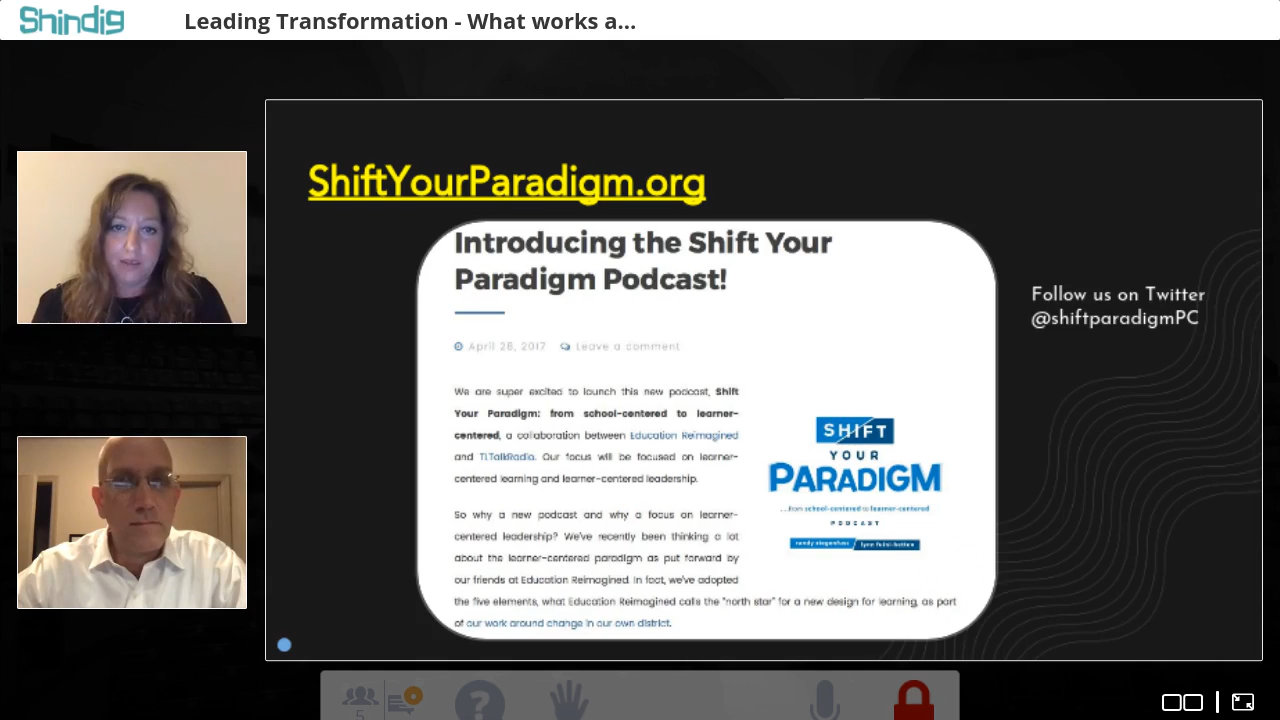 Shindig
Leading Transformation - What works a...
ShiftYourParadigm.org
Introducing the Shift Your
Paradigm Podcast!
April 28, 2017 Leave a comment
We are super excited to launch this new podcast, Shift
Your Paradigm: from school-centered to learner-
centered, a collaboration between Education Reimagined
and TLTalkRadio. Our focus will be focused on learner-
centered learning and learner-centered leadership.
So why a new podcast and why a focus on learner-
centered leadership? We've recently been thinking a lot
about the learner-centered paradigm as put forward by
our friends at Education Reimagined. In fact, we've adopted
the five elements, what Education Reimagined calls the "north star" for a new design for learning, as part
of our work around change in our own district.
SHIFT
YOUR
PARADIGM
...from school-centered to learner-centered
PODCAST
Follow us on Twitter
@shiftparadigmPC
5